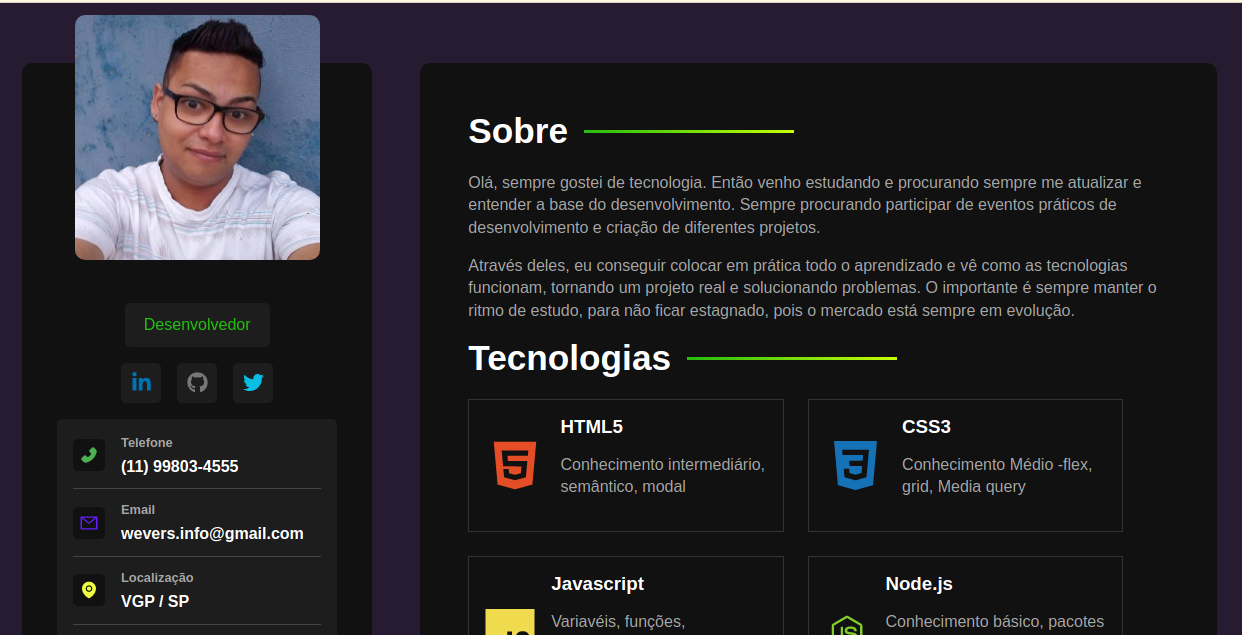 Desenvolvedor
in
Telefone
(11) 99803-4555
Email
wevers.info@gmail.com
Localização
VGP / SP
Sobre
Olá, sempre gostei de tecnologia. Então venho estudando e procurando sempre me atualizar e
entender a base do desenvolvimento. Sempre procurando participar de eventos práticos de
desenvolvimento e criação de diferentes projetos.
Através deles, eu conseguir colocar em prática todo o aprendizado e vê como as tecnologias
funcionam, tornando um projeto real e solucionando problemas. O importante é sempre manter o
ritmo de estudo, para não ficar estagnado, pois o mercado está sempre em evolução.
Tecnologias
HTML5
Conhecimento intermediário,
semântico, modal
CSS3
Conhecimento Médio -flex,
grid, Media query
Javascript
Variavéis, funções,
Node.js
Conhecimento básico, pacotes